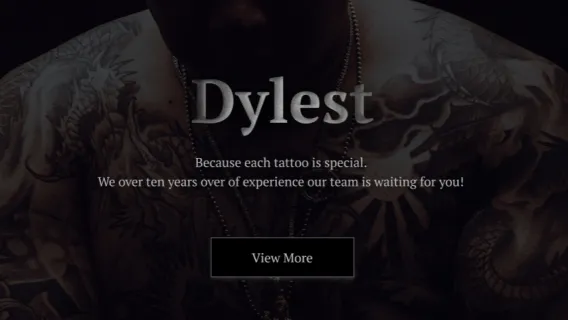 Dylest
Because each tattoo is special.
We over ten years over of experience our team is waiting for you!
View More